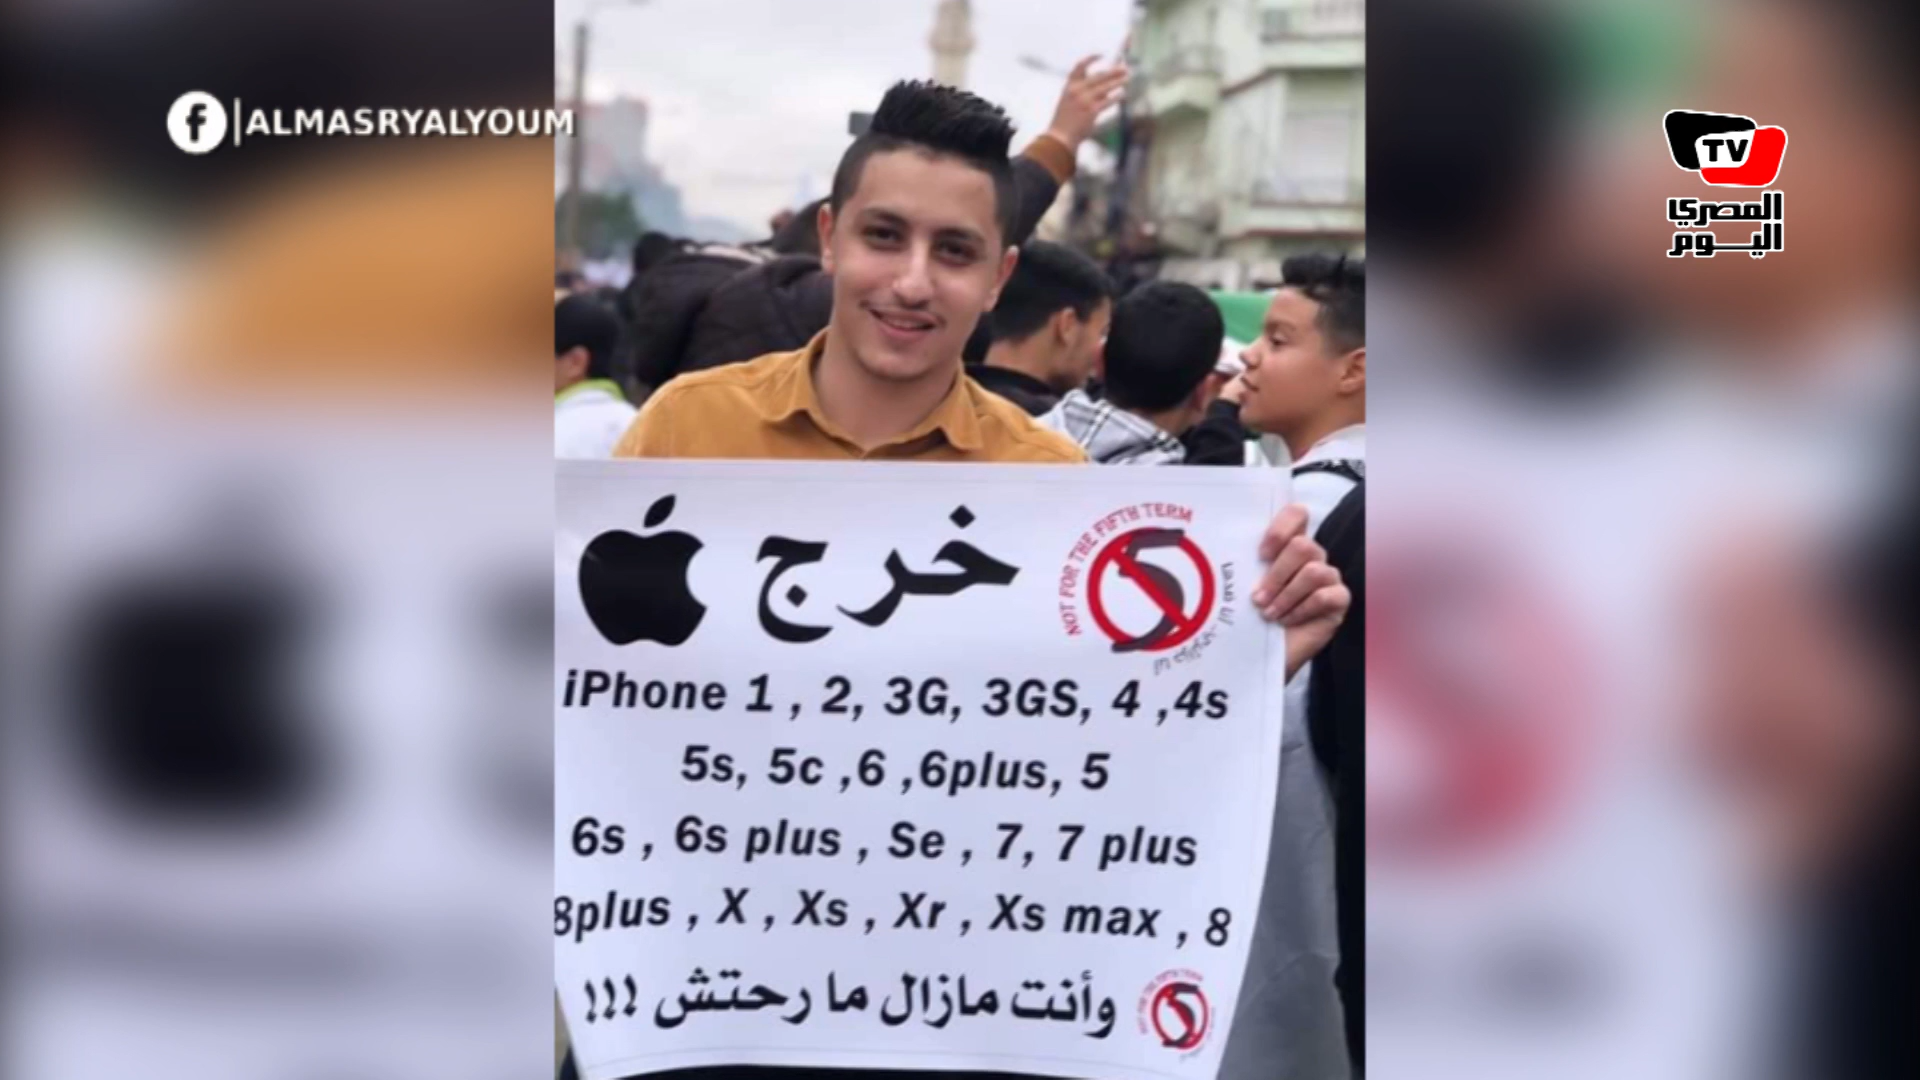 ALMASRYALYOUM
TV
المصري
اليوم
خرج
NOT FOR THE FIFTH TERM
5
iPhone 1 , 2, 3G, 3GS, 4 ,4s
5s, 5c ,6 ,6plus, 5
6s , 6s plus , Se , 7, 7 plus
8plus , X , Xs , Xr , Xs max , 8
وأنت مازال ما رحتش !!!
5